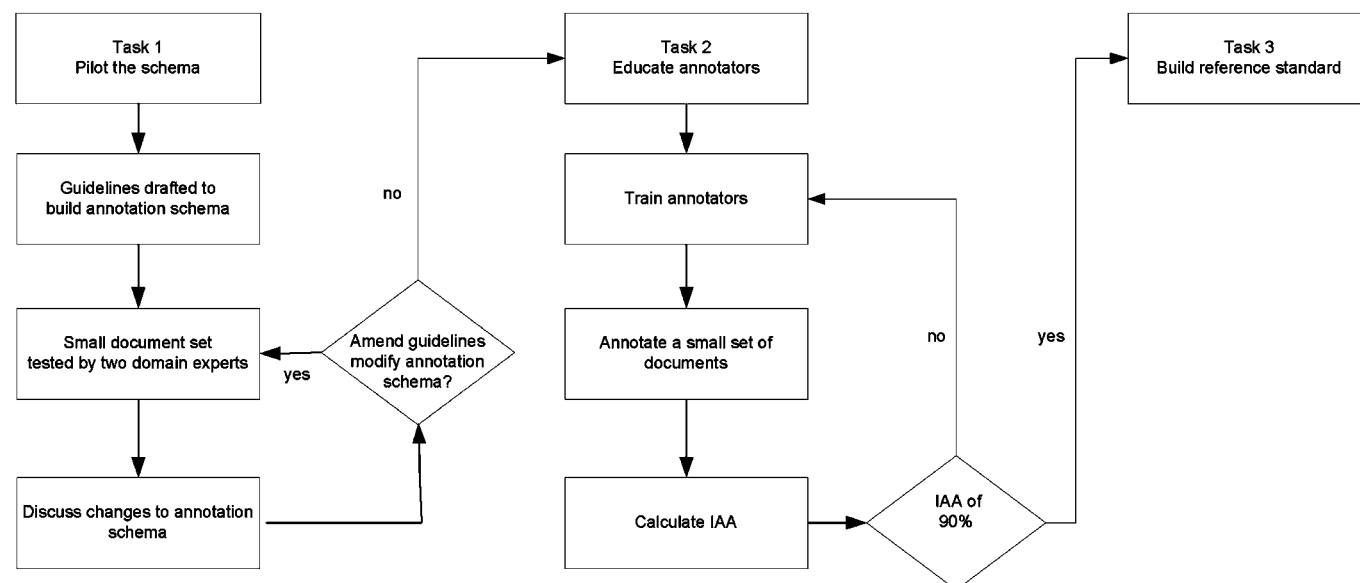 Task 1
Pilot the schema
Guidelines drafted to
build annotation schema
Small document set
tested by two domain experts
Discuss changes to annotation
schema
Amend guidelines
modify annotation
schema?
yes
no
Task 2
Educate annotators
Train annotators
Annotate a small set of
documents
Calculate IAA
IAA of
90%
no
yes
Task 3
Build reference standard